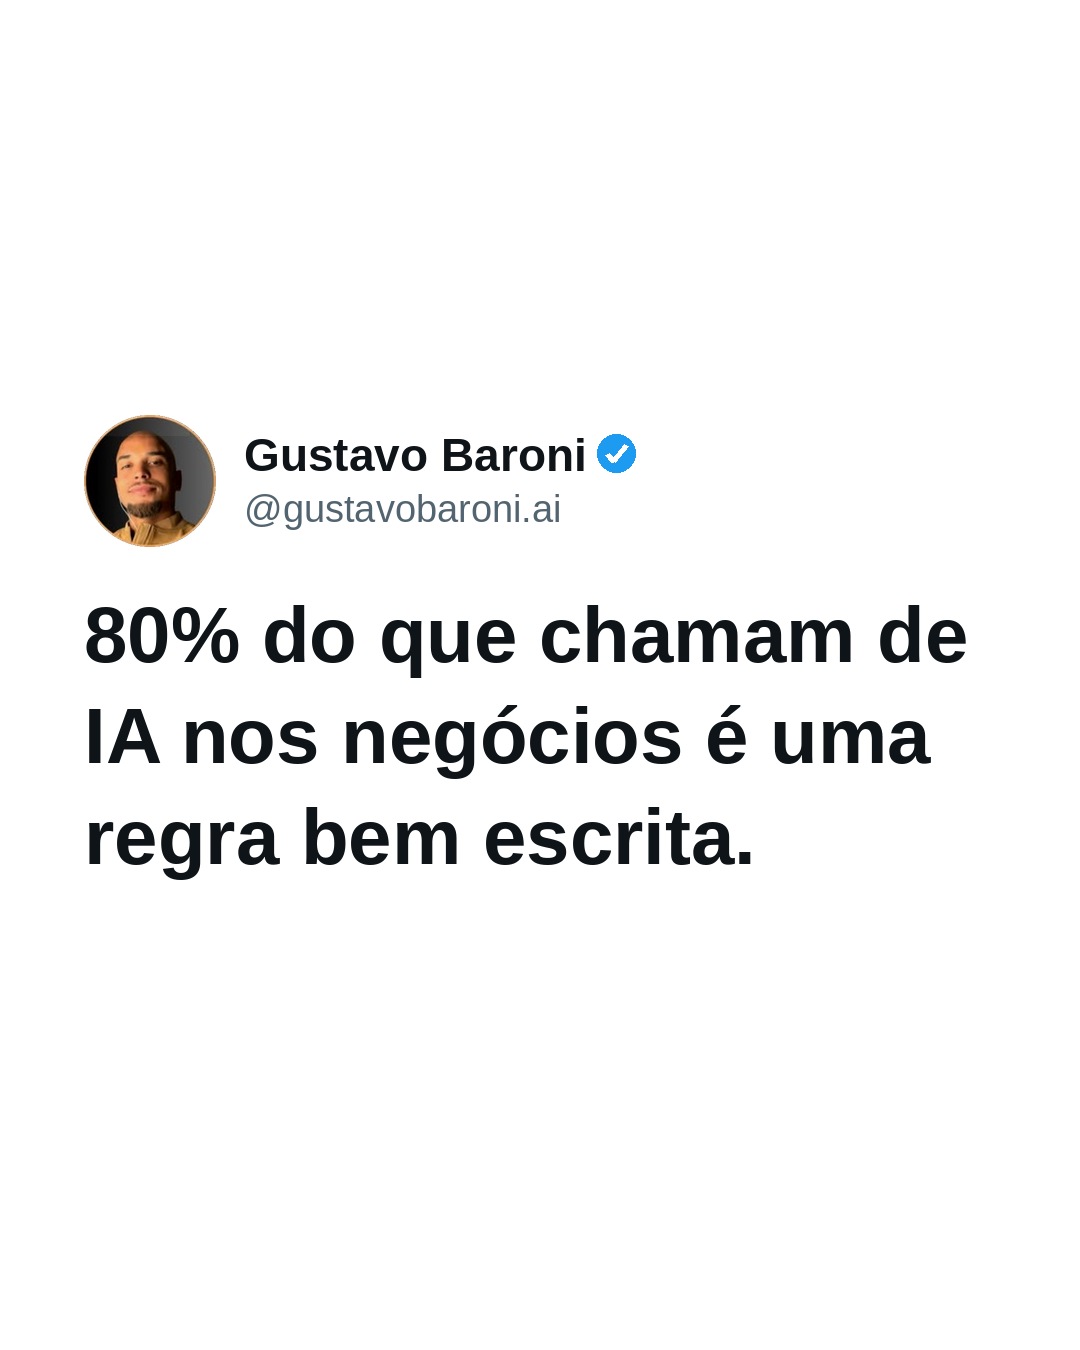 Gustavo Baroni
@gustavobaroni.ai
80% do que chamam de
IA nos negócios é uma
regra bem escrita.